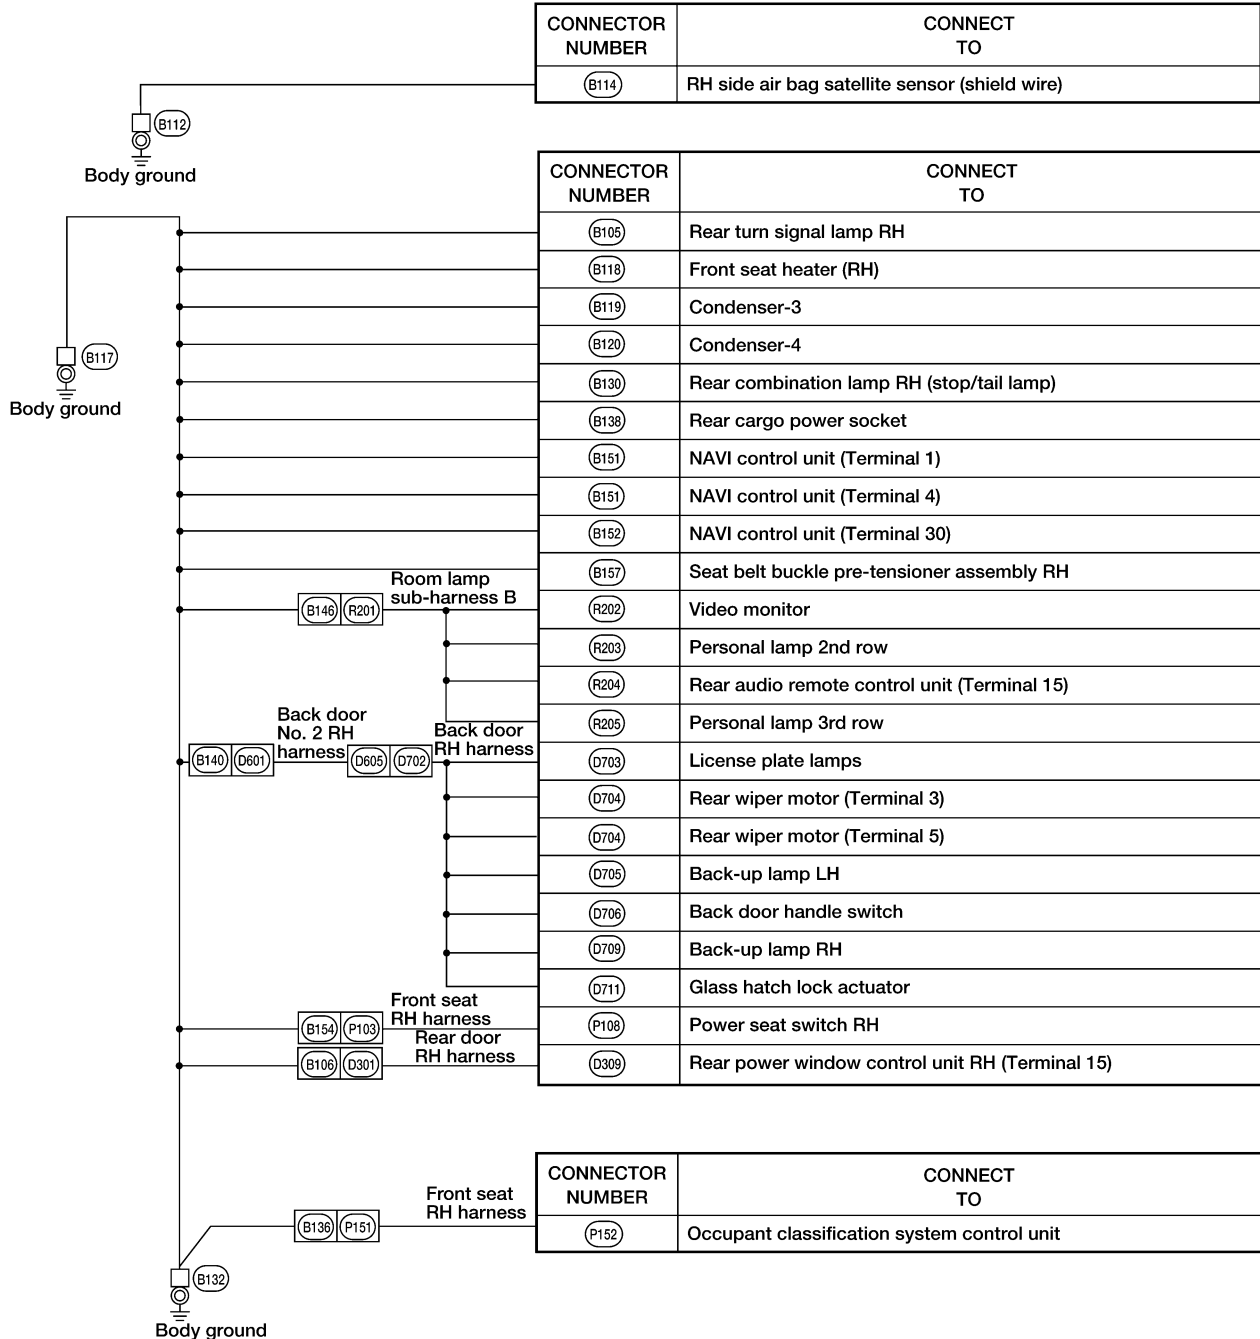 CONNECTOR NUMBER CONNECT TO
B114 RH side air bag satellite sensor (shield wire)
B112
Body ground
CONNECTOR NUMBER CONNECT TO
B105 Rear turn signal lamp RH
B118 Front seat heater (RH)
B119 Condenser-3
B120 Condenser-4
B117
Body ground
B130 Rear combination lamp RH (stop/tail lamp)
B138 Rear cargo power socket
B151 NAVI control unit (Terminal 1)
B151 NAVI control unit (Terminal 4)
B152 NAVI control unit (Terminal 30)
B157 Seat belt buckle pre-tensioner assembly RH
Room lamp
sub-harness B
B146 R201 R202 Video monitor
R203 Personal lamp 2nd row
R204 Rear audio remote control unit (Terminal 15)
R205 Personal lamp 3rd row
Back door
No. 2 RH
harness
Back door
RH harness
B140 D601 D605 D702 D703 License plate lamps
D704 Rear wiper motor (Terminal 3)
D704 Rear wiper motor (Terminal 5)
D705 Back-up lamp LH
D706 Back door handle switch
D709 Back-up lamp RH
D711 Glass hatch lock actuator
Front seat
RH harness
B154 P103 P108 Power seat switch RH
Rear door
RH harness
B106 D301 D309 Rear power window control unit RH (Terminal 15)
CONNECTOR NUMBER CONNECT TO
Front seat
RH harness
B136 P151 P152 Occupant classification system control unit
B132
Body ground